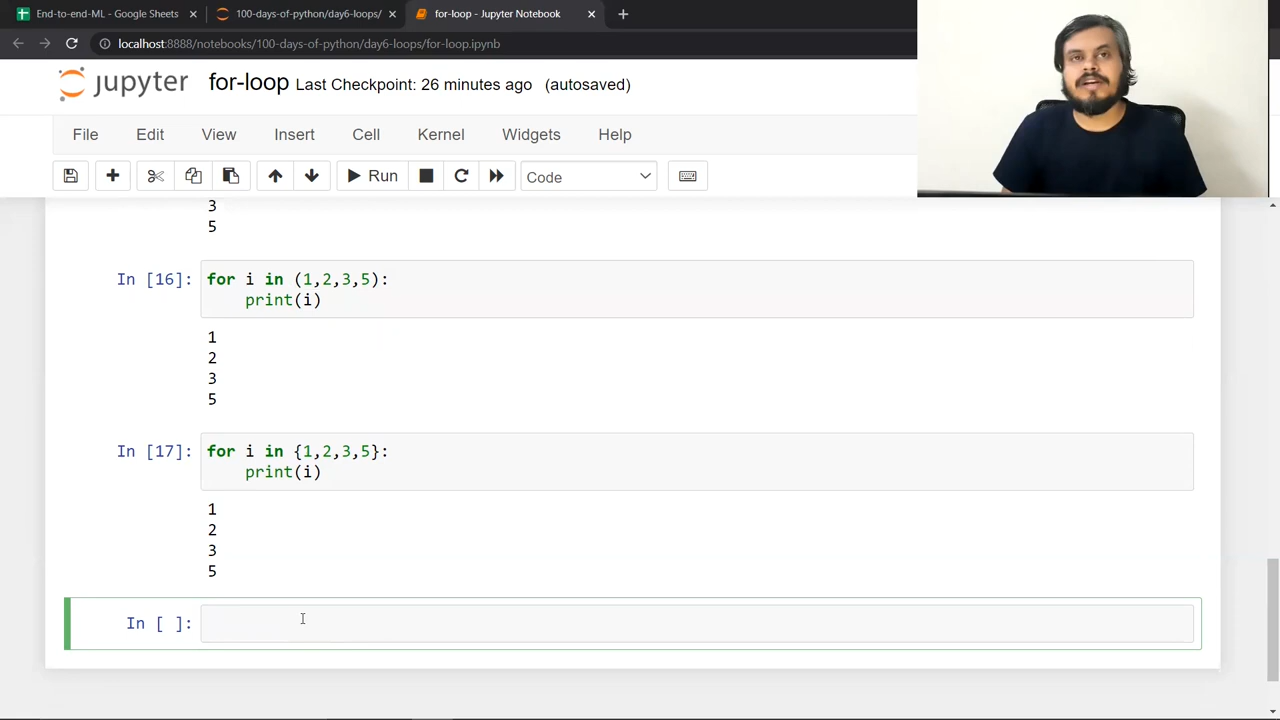 End-to-end-ML - Google Sheets
100-days-of-python/day6-loops/
for-loop - Jupyter Notebook
localhost:8888/notebooks/100-days-of-python/day6-loops/for-loop.ipynb
jupyter for-loop Last Checkpoint: 26 minutes ago (autosaved)
File Edit View Insert Cell Kernel Widgets Help
Run Code
3
5
In [16]: for i in (1,2,3,5):
print(i)
1
2
3
5
In [17]: for i in {1,2,3,5}:
print(i)
1
2
3
5
In [ ]: